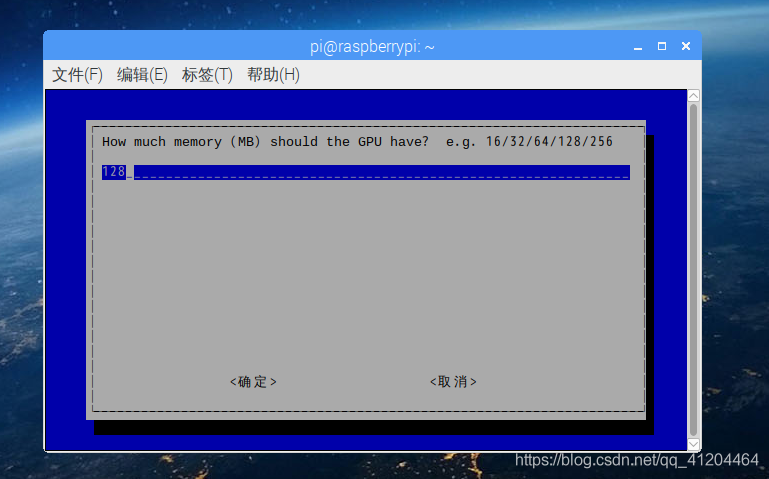 pi@raspberrypi: ~
文件(F) 编辑(E) 标签(T) 帮助(H)
How much memory (MB) should the GPU have? e.g. 16/32/64/128/256
128
<确定> <取消>
https://blog.csdn.net/qq_41204464